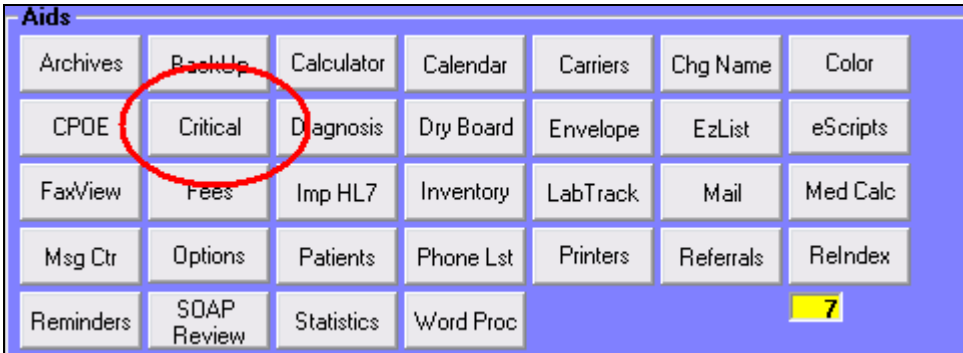 Aids
Archives BackUp Calculator Calendar Carriers Chg Name Color
CPOE Critical Diagnosis Dry Board Envelope EzList eScripts
FaxView Fees Imp HL7 Inventory LabTrack Mail Med Calc
Msg Ctr Options Patients Phone Lst Printers Referrals ReIndex
Reminders SOAP Review Statistics Word Proc 7